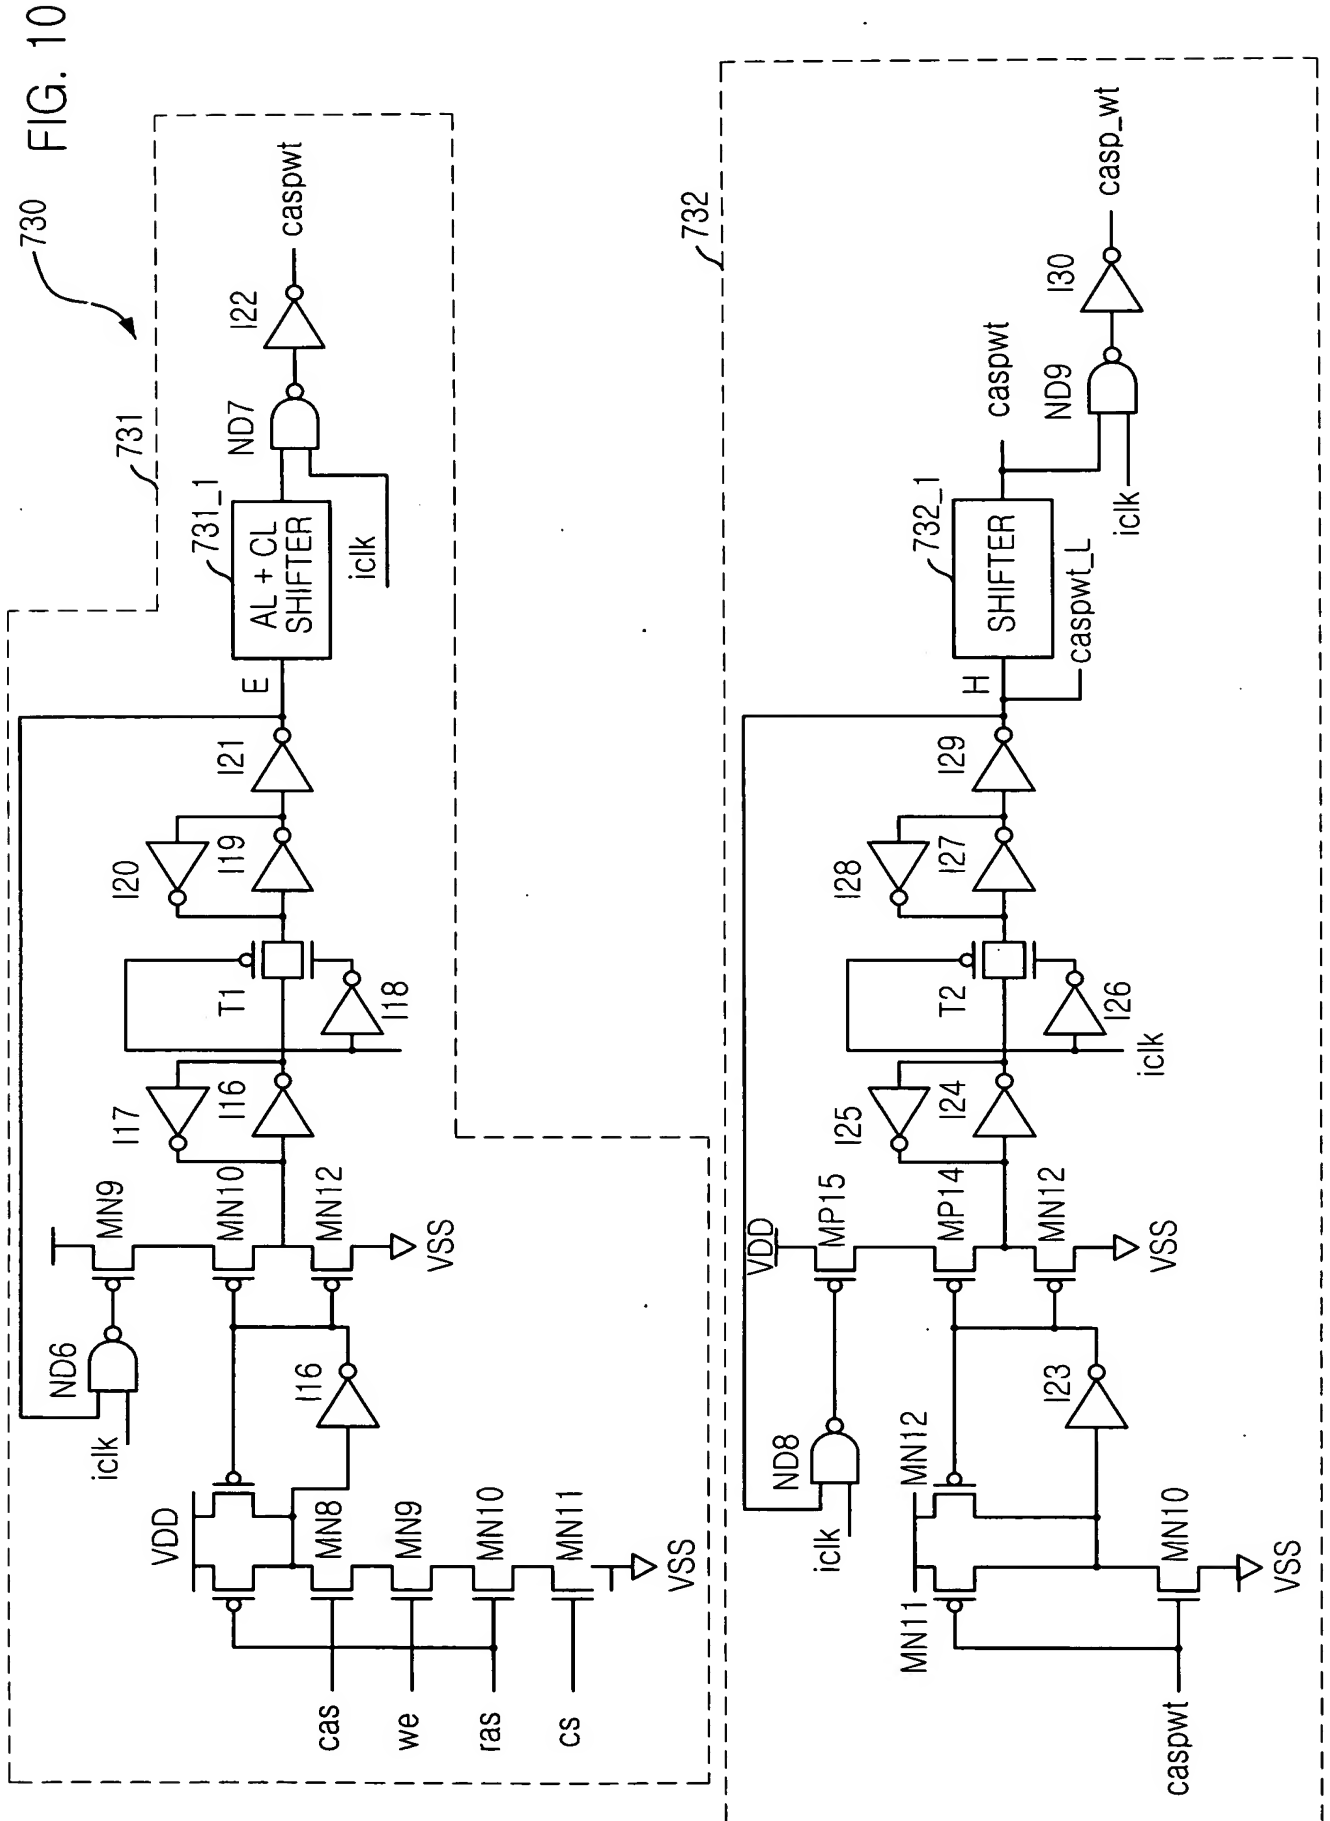 FIG. 10
730
731
VDD
cas
we
ras
cs
MN8
MN9
MN10
MN11
VSS
I16
iclk
ND6
MN9
MN10
MN12
VSS
I17
I16
T1
I18
I20
I19
I21
E
731_1
AL + CL
SHIFTER
iclk
ND7
I22
caspwt
732
caspwt
MN11
MN12
MN10
VSS
I23
iclk
ND8
VDD
MP15
MP14
MN12
VSS
I25
I24
T2
I26
iclk
I28
I27
I29
H
caspwt_L
732_1
SHIFTER
caspwt
iclk
ND9
I30
casp_wt